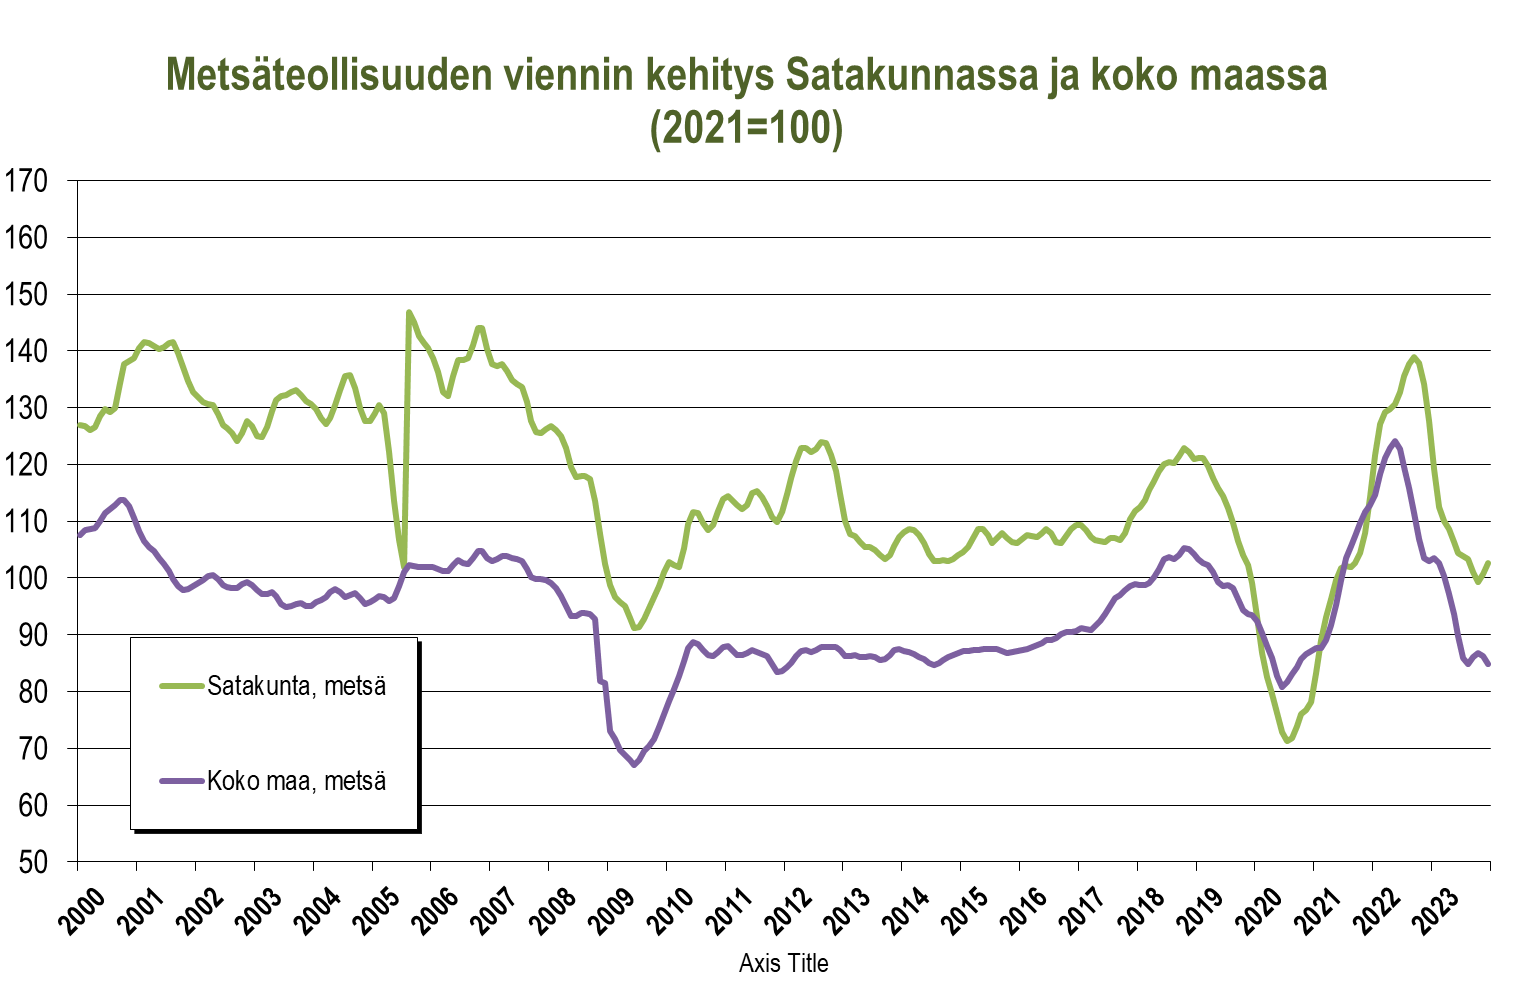 Metsäteollisuuden viennin kehitys Satakunnassa ja koko maassa
(2021=100)
170
160
150
140
130
120
110
100
90
80
70
60
50
Satakunta, metsä
Koko maa, metsä
2000 2001 2002 2003 2004 2005 2006 2007 2008 2009 2010 2011 2012 2013 2014 2015 2016 2017 2018 2019 2020 2021 2022 2023
Axis Title